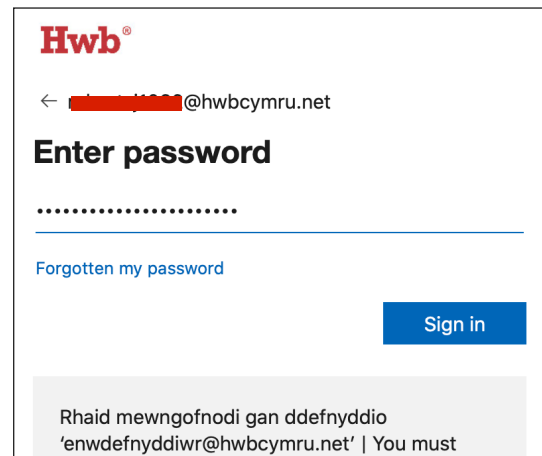 Hwb®
← @hwbcymru.net
Enter password
•••••••••••••••••••••••
Forgotten my password
Sign in
Rhaid mewngofnodi gan ddefnyddio
‘enwdefnyddiwr@hwbcymru.net’ | You must